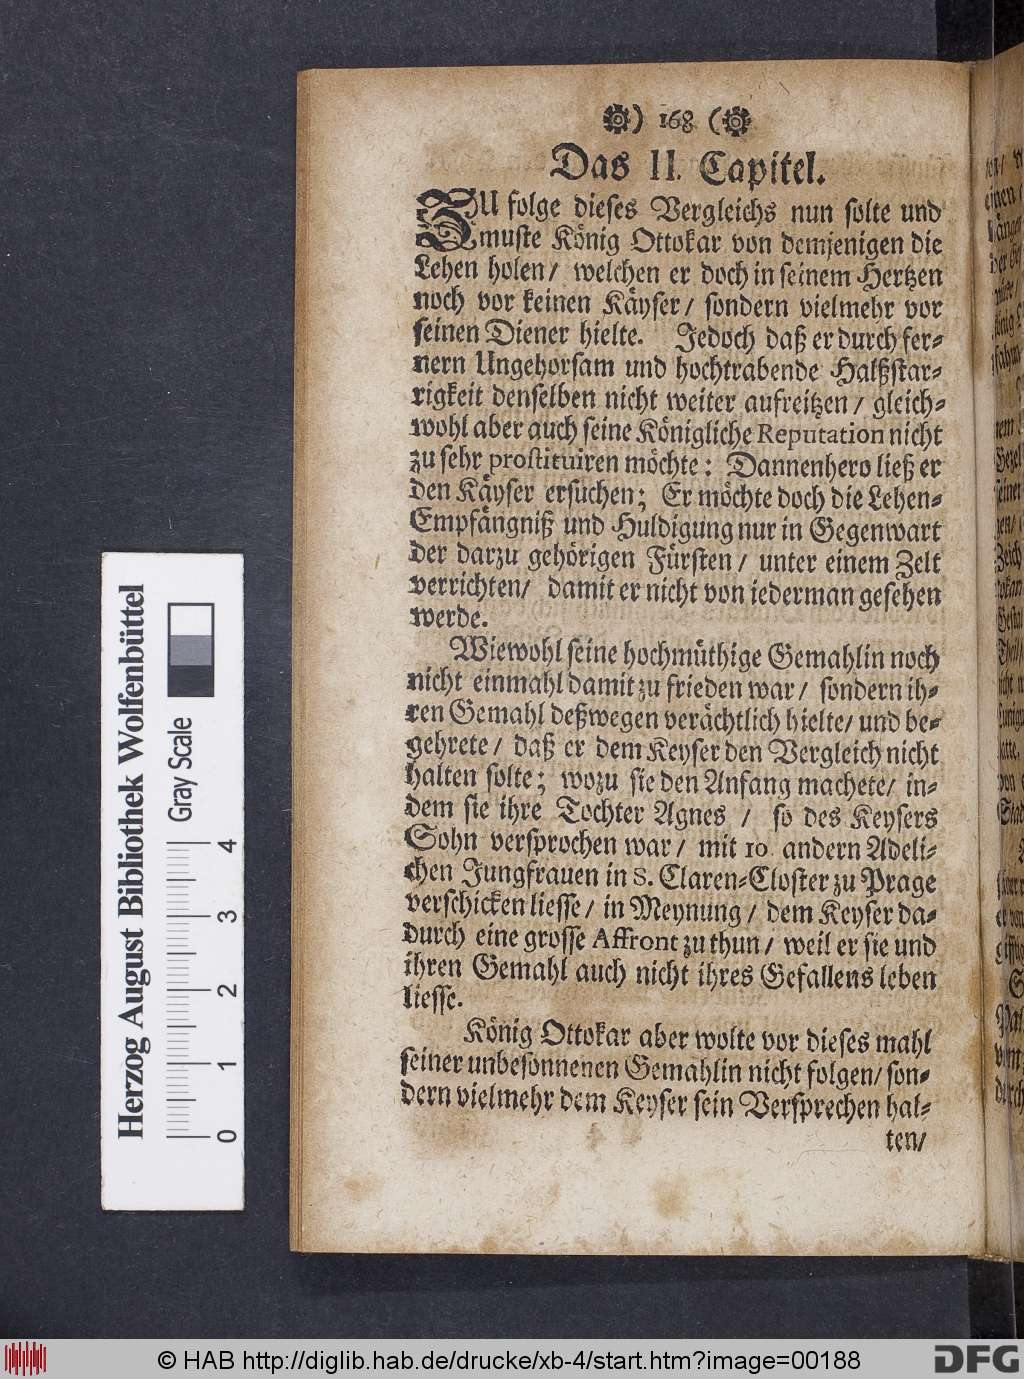 ) 168 (
Das II. Capitel.
ZU folge dieses Vergleichs nun solte und
muste König Ottokar von demjenigen die
Lehen holen/ welchen er doch in seinem Hertzen
noch vor keinen Käyser/ sondern vielmehr vor
seinen Diener hielte. Jedoch daß er durch fer-
nern Ungehorsam und hochtrabende Halßstar-
rigkeit denselben nicht weiter aufreitzen/ gleich-
wohl aber auch seine Königliche Reputation nicht
zu sehr prostituiren möchte: Dannenhero ließ er
den Käyser ersuchen; Er möchte doch die Lehen-
Empfängniß und Huldigung nur in Gegenwart
der darzu gehörigen Fürsten/ unter einem Zelt
verrichten/ damit er nicht von iederman gesehen
werde.
Wiewohl seine hochmüthige Gemahlin noch
nicht einmahl damit zu frieden war/ sondern ih-
ren Gemahl deßwegen verächtlich hielte/ und be-
gehrete/ daß er dem Keyser den Vergleich nicht
halten solte; wozu sie den Anfang machete/ in-
dem sie ihre Tochter Agnes / so des Keysers
Sohn versprochen war/ mit 10 andern Adeli-
chen Jungfrauen in S. Claren-Closter zu Prage
verschicken liesse/ in Meynung/ dem Keyser da-
durch eine grosse Affront zu thun/ weil er sie und
ihren Gemahl auch nicht ihres Gefallens leben
liesse.
König Ottokar aber wolte vor dieses mahl
seiner unbesonnenen Gemahlin nicht folgen/ son-
dern vielmehr dem Keyser sein Versprechen hal-
ten/
Herzog August Bibliothek Wolfenbüttel
Gray Scale
0 1 2 3 4
© HAB http://diglib.hab.de/drucke/xb-4/start.htm?image=00188
DFG